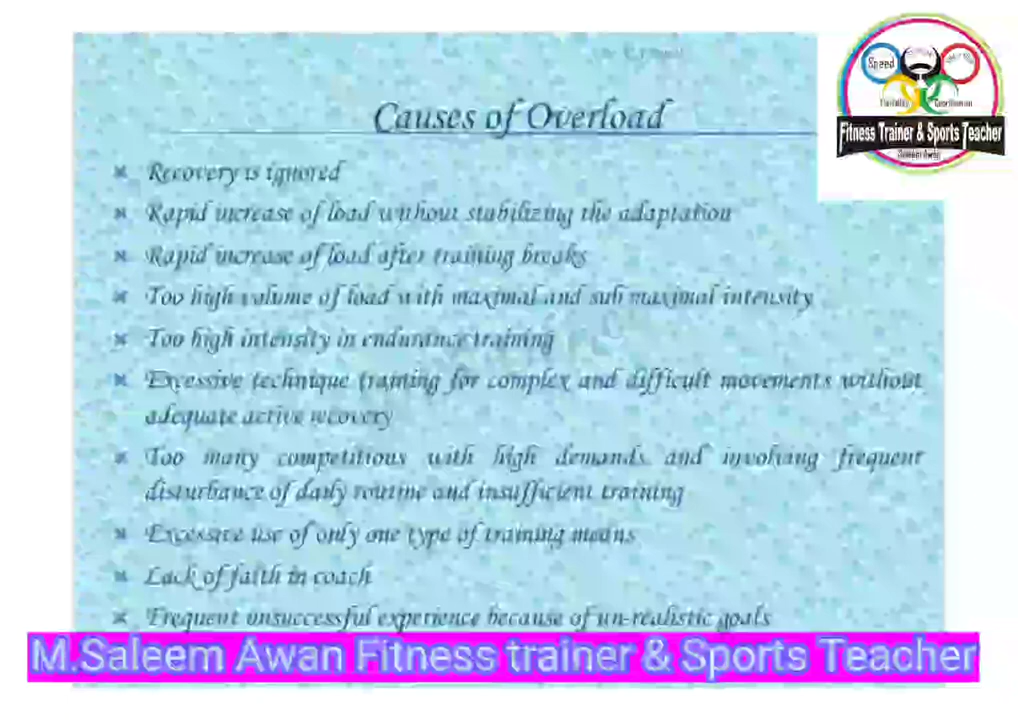 Causes of Overload
Recovery is ignored
Rapid increase of load without stabilizing the adaptation
Rapid increase of load after training breaks
Too high volume of load with maximal and sub maximal intensity
Too high intensity in endurance training
Excessive technique training for complex and difficult movements without
adequate active recovery
Too many competitions with high demands and involving frequent
disturbance of daily routine and insufficient training
Excessive use of only one type of training means
Lack of faith in coach
Frequent unsuccessful experience because of un-realistic goals
M.Saleem Awan Fitness trainer & Sports Teacher
Speed
Flexibility
Coordination
Fitness Trainer & Sports Teacher
Saleem Awan